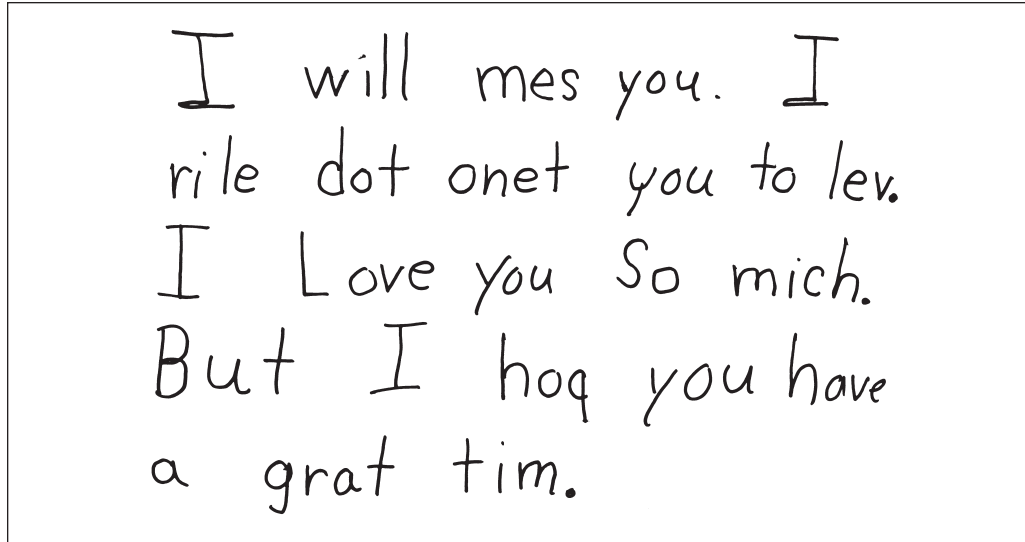 I will mes you. I
rile dot onet you to lev.
I Love you So mich.
But I hoq you have
a grat tim.